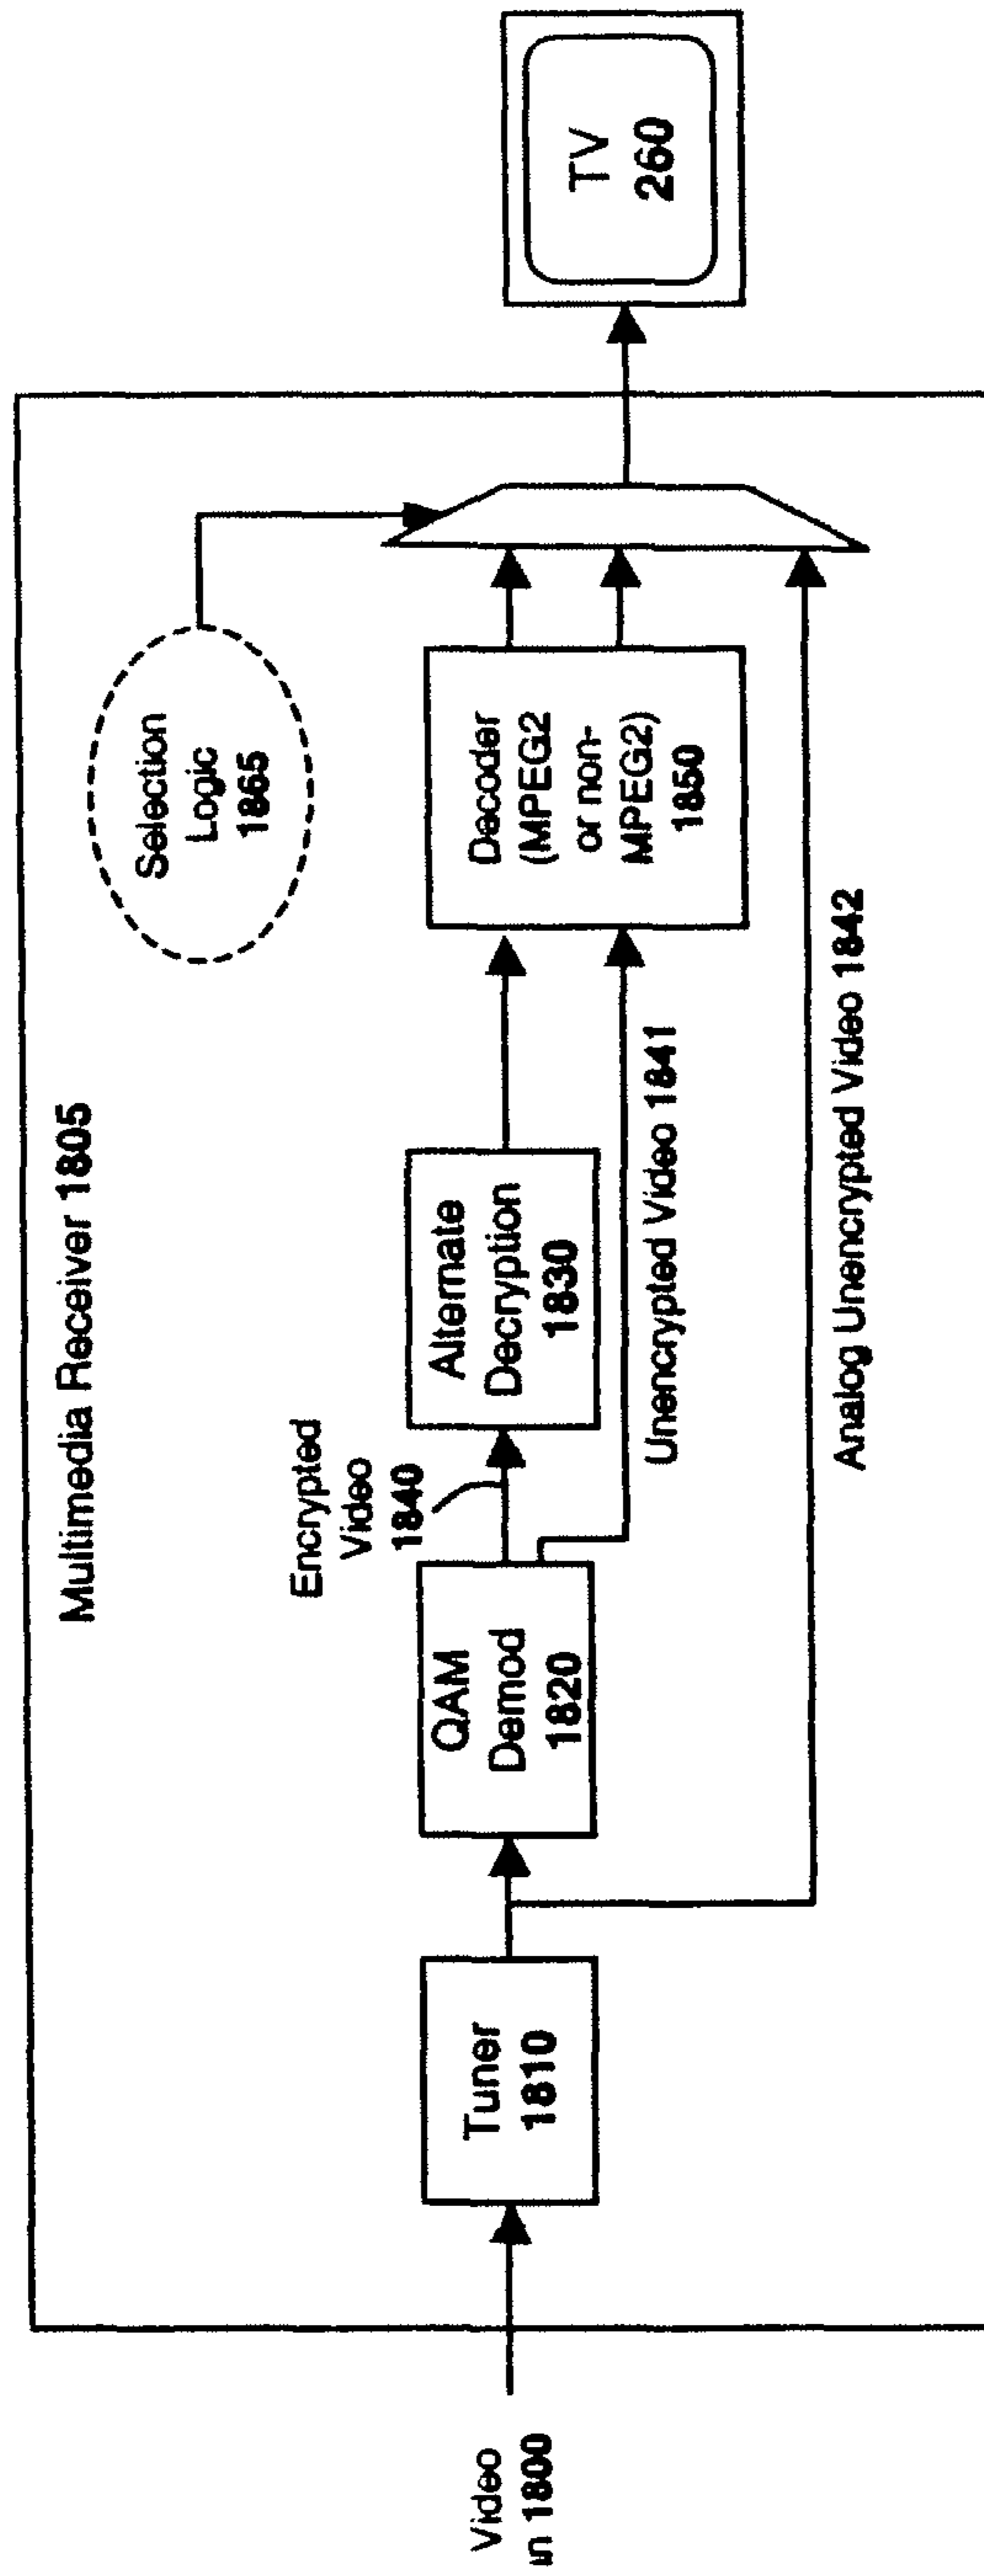 Multimedia Receiver 1805
Video
in 1800
Tuner
1810
QAM
Demod
1820
Encrypted
Video
1840
Alternate
Decryption
1830
Unencrypted Video 1841
Analog Unencrypted Video 1842
Selection
Logic
1865
Decoder
(MPEG2
or non-
MPEG2)
1850
TV
260